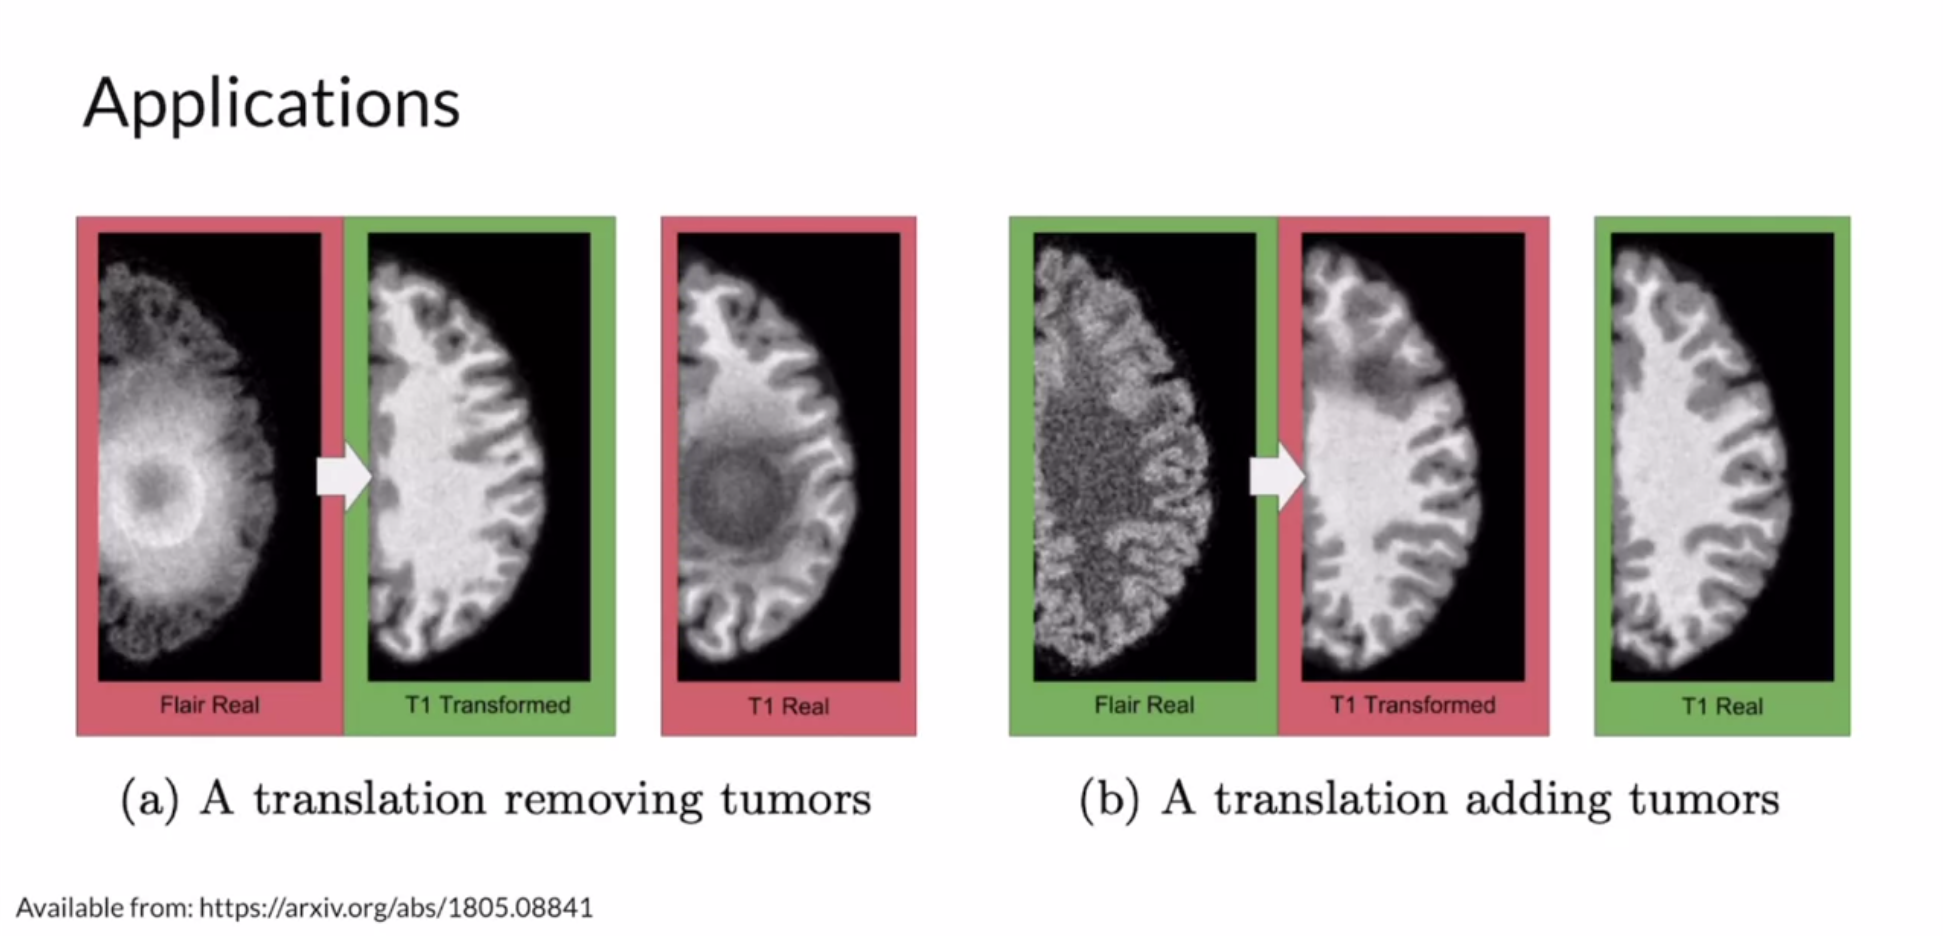 Applications
Flair Real
T1 Transformed
T1 Real
(a) A translation removing tumors
Flair Real
T1 Transformed
T1 Real
(b) A translation adding tumors
Available from: https://arxiv.org/abs/1805.08841